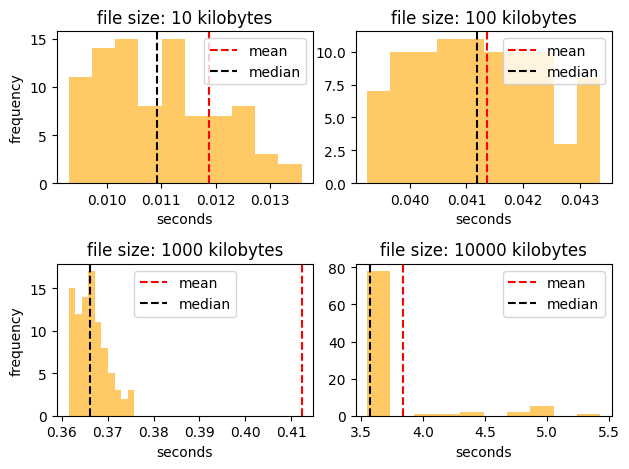 file size: 10 kilobytes
15
10
5
0
frequency
mean
median
0.010
0.011
0.012
0.013
seconds
file size: 100 kilobytes
10.0
7.5
5.0
2.5
0.0
mean
median
0.040
0.041
0.042
0.043
seconds
file size: 1000 kilobytes
15
10
5
0
frequency
mean
median
0.36
0.37
0.38
0.39
0.40
0.41
seconds
file size: 10000 kilobytes
80
60
40
20
0
mean
median
3.5
4.0
4.5
5.0
5.5
seconds